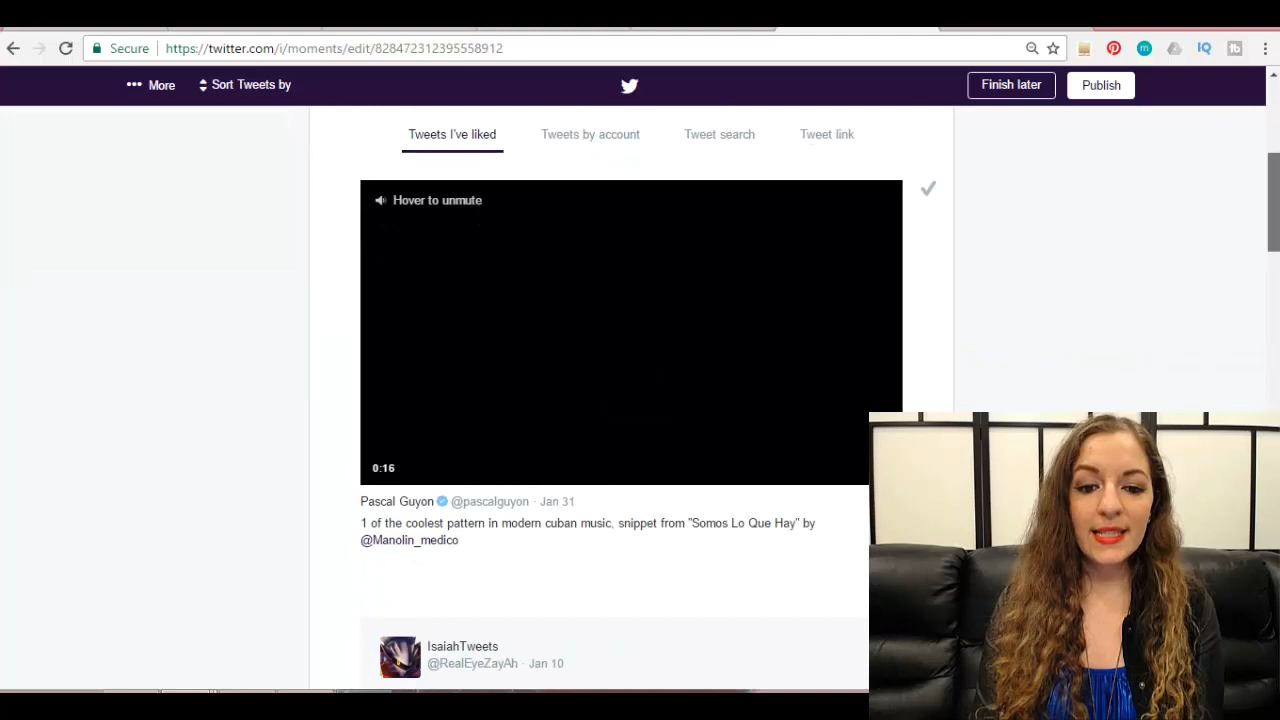 Secure
https://twitter.com/i/moments/edit/828472312395558912
IQ
m
More
Sort Tweets by
Finish later
Publish
Tweets I've liked
Tweets by account
Tweet search
Tweet link
Hover to unmute
0:16
Pascal Guyon @pascalguyon · Jan 31
1 of the coolest pattern in modern cuban music, snippet from "Somos Lo Que Hay" by
@Manolin_medico
IsaiahTweets
@RealEyeZayAh · Jan 10